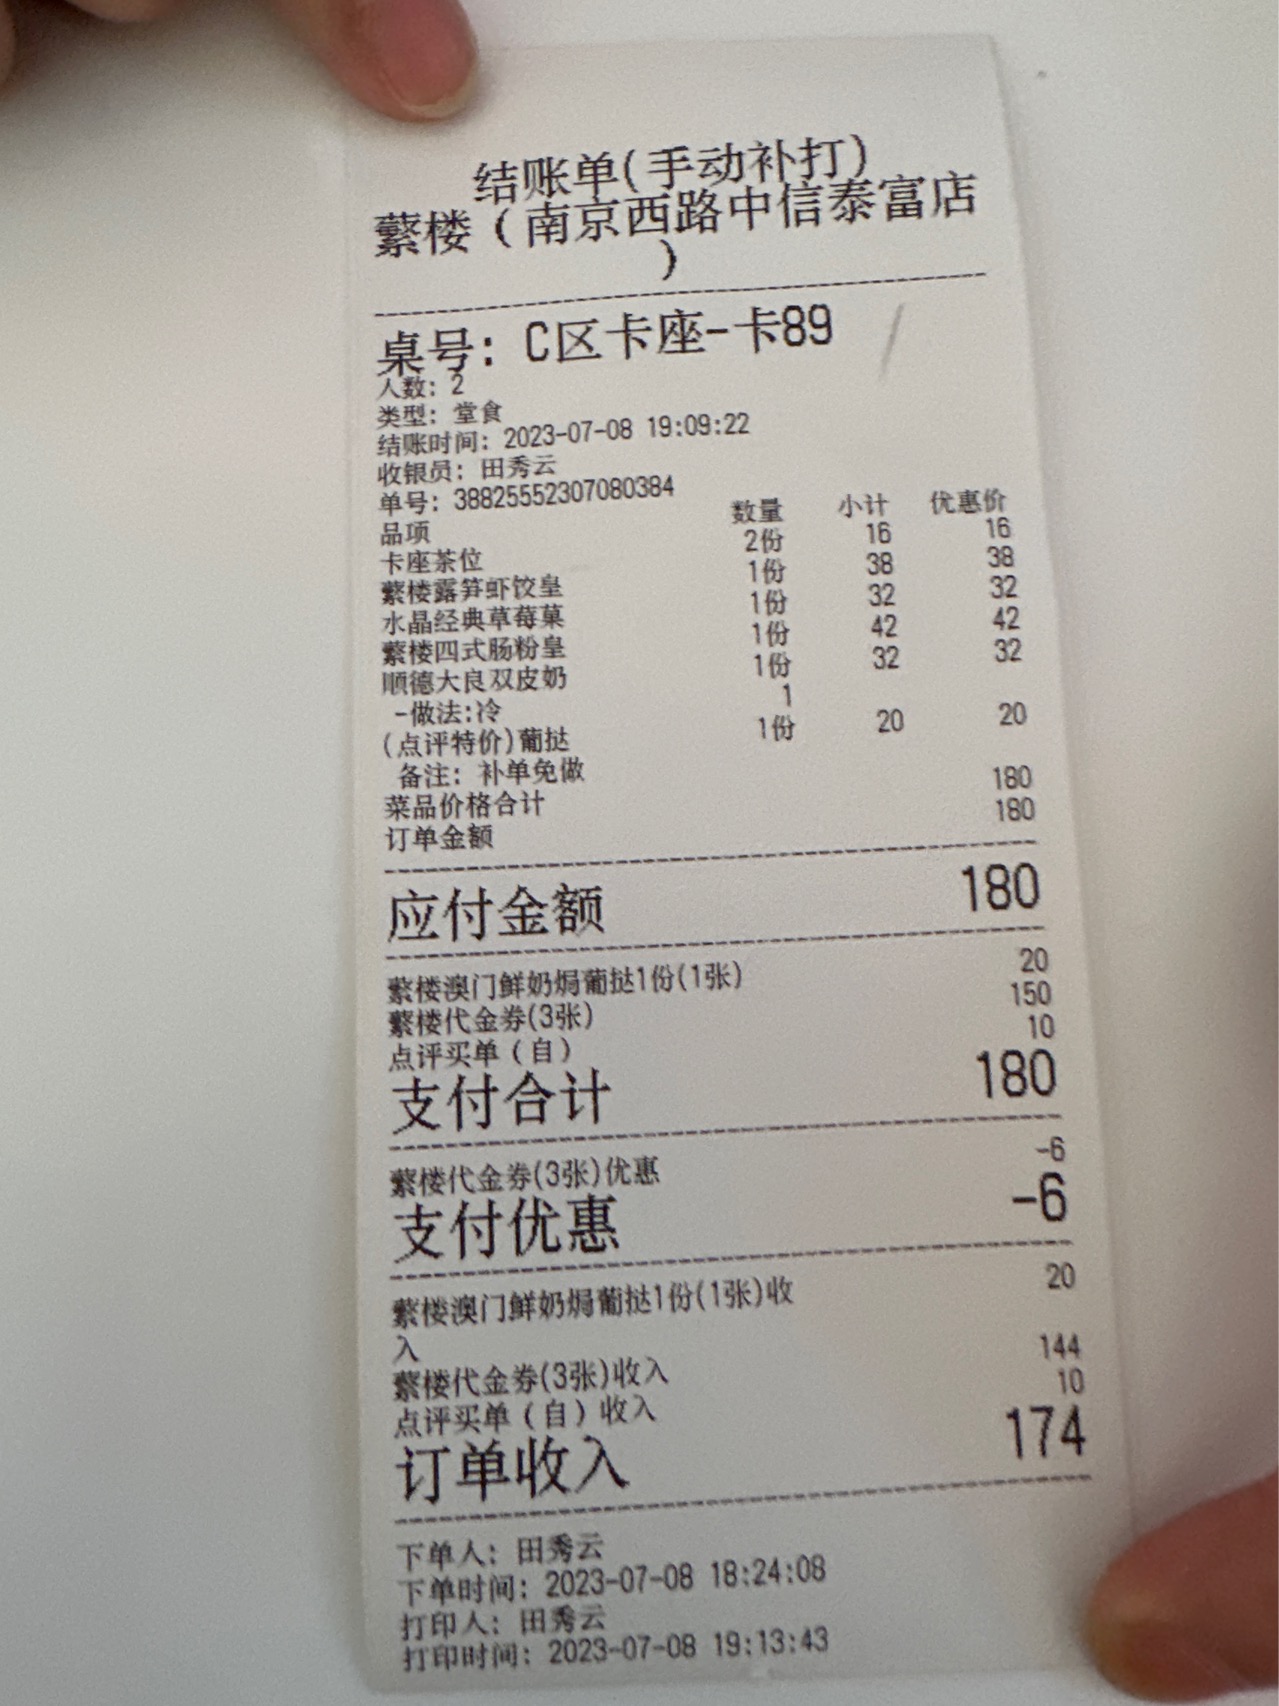 结账单(手动补打)
蘩楼（南京西路中信泰富店
）
桌号: C区卡座-卡89
人数: 2
类型: 堂食
结账时间: 2023-07-08 19:09:22
收银员: 田秀云
单号: 38825552307080384
品项 数量 小计 优惠价
卡座茶位 2份 16 16
蘩楼露笋虾饺皇 1份 38 38
水晶经典草莓菓 1份 32 32
蘩楼四式肠粉皇 1份 42 42
顺德大良双皮奶 1份 32 32
-做法:冷 1
(点评特价)葡挞 1份 20 20
备注: 补单免做
菜品价格合计 180
订单金额 180
应付金额 180
蘩楼澳门鲜奶焗葡挞1份(1张) 20
蘩楼代金券(3张) 150
点评买单（自） 10
支付合计 180
蘩楼代金券(3张)优惠 -6
支付优惠 -6
蘩楼澳门鲜奶焗葡挞1份(1张)收 20
入
蘩楼代金券(3张)收入 144
点评买单（自）收入 10
订单收入 174
下单人: 田秀云
下单时间: 2023-07-08 18:24:08
打印人: 田秀云
打印时间: 2023-07-08 19:13:43